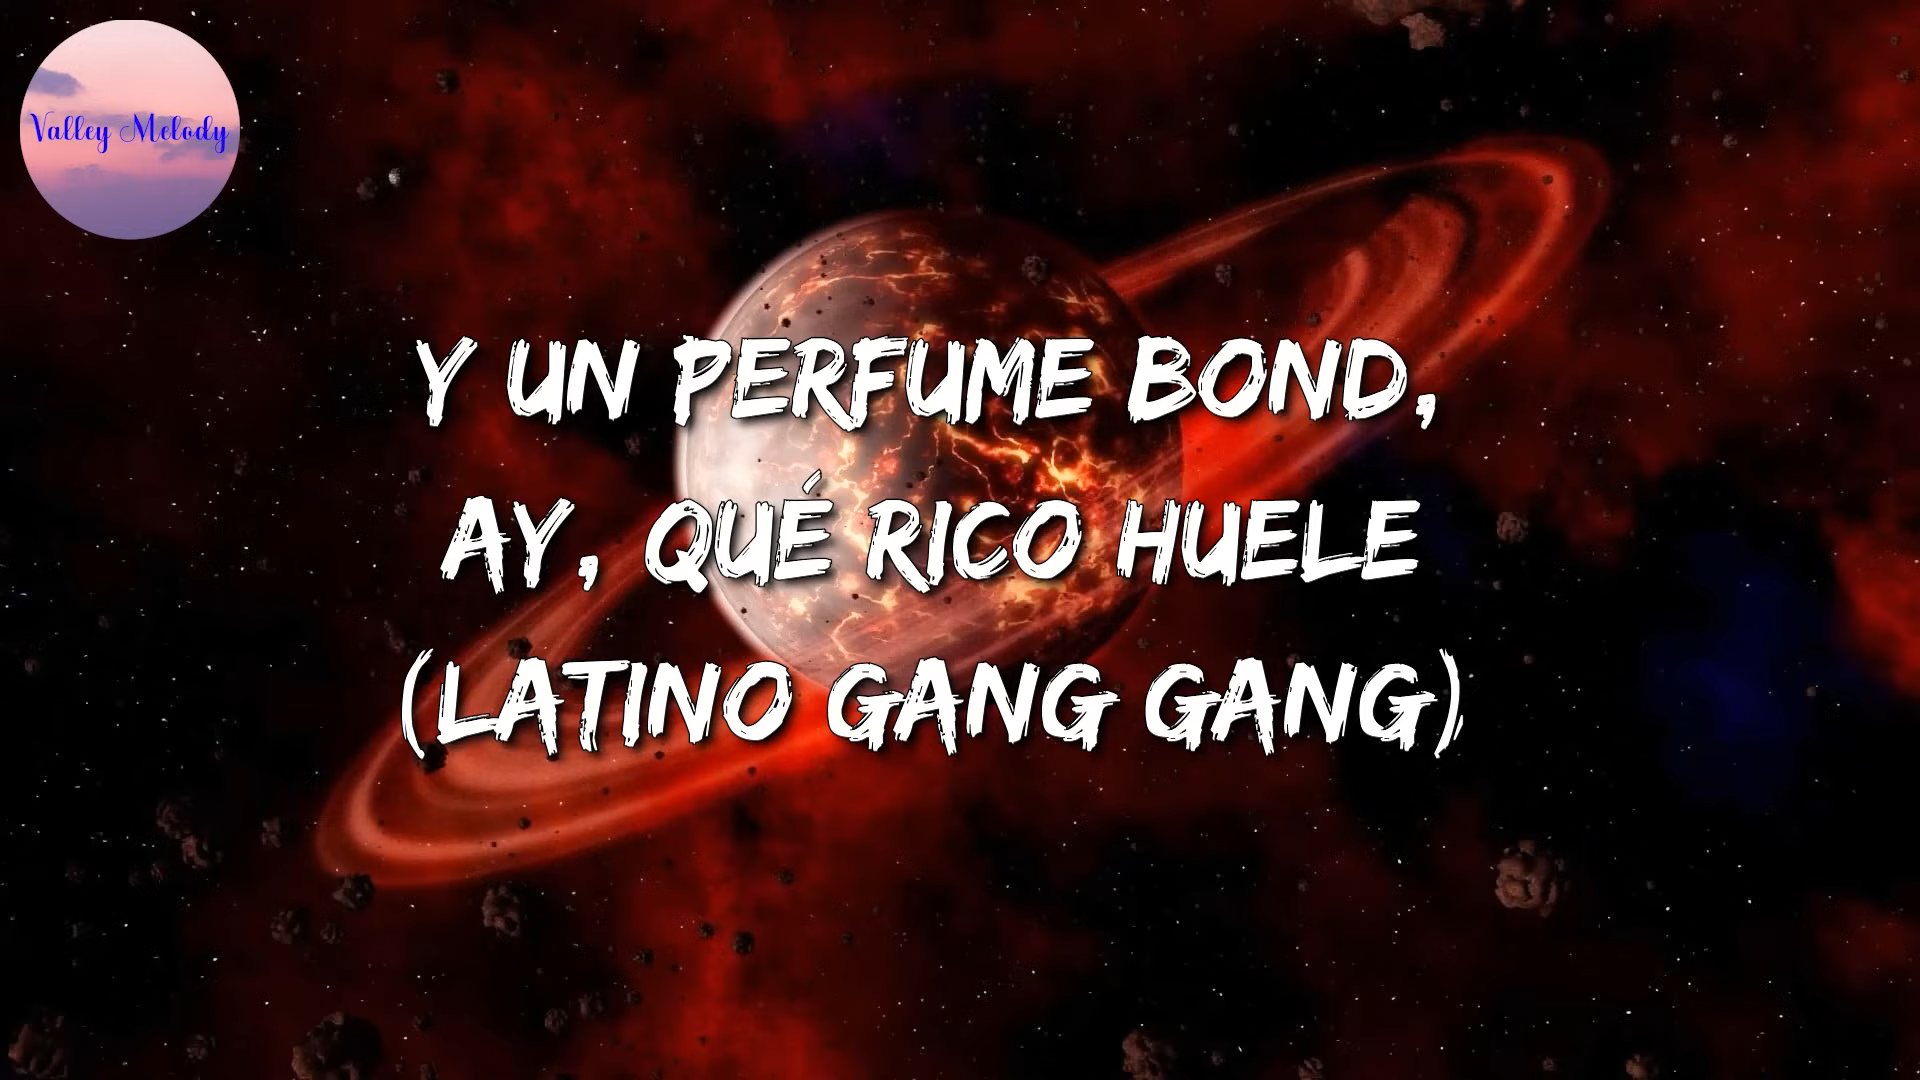 Valley Melody
Y UN PERFUME BOND,
AY, QUÉ RICO HUELE
(LATINO GANG GANG)